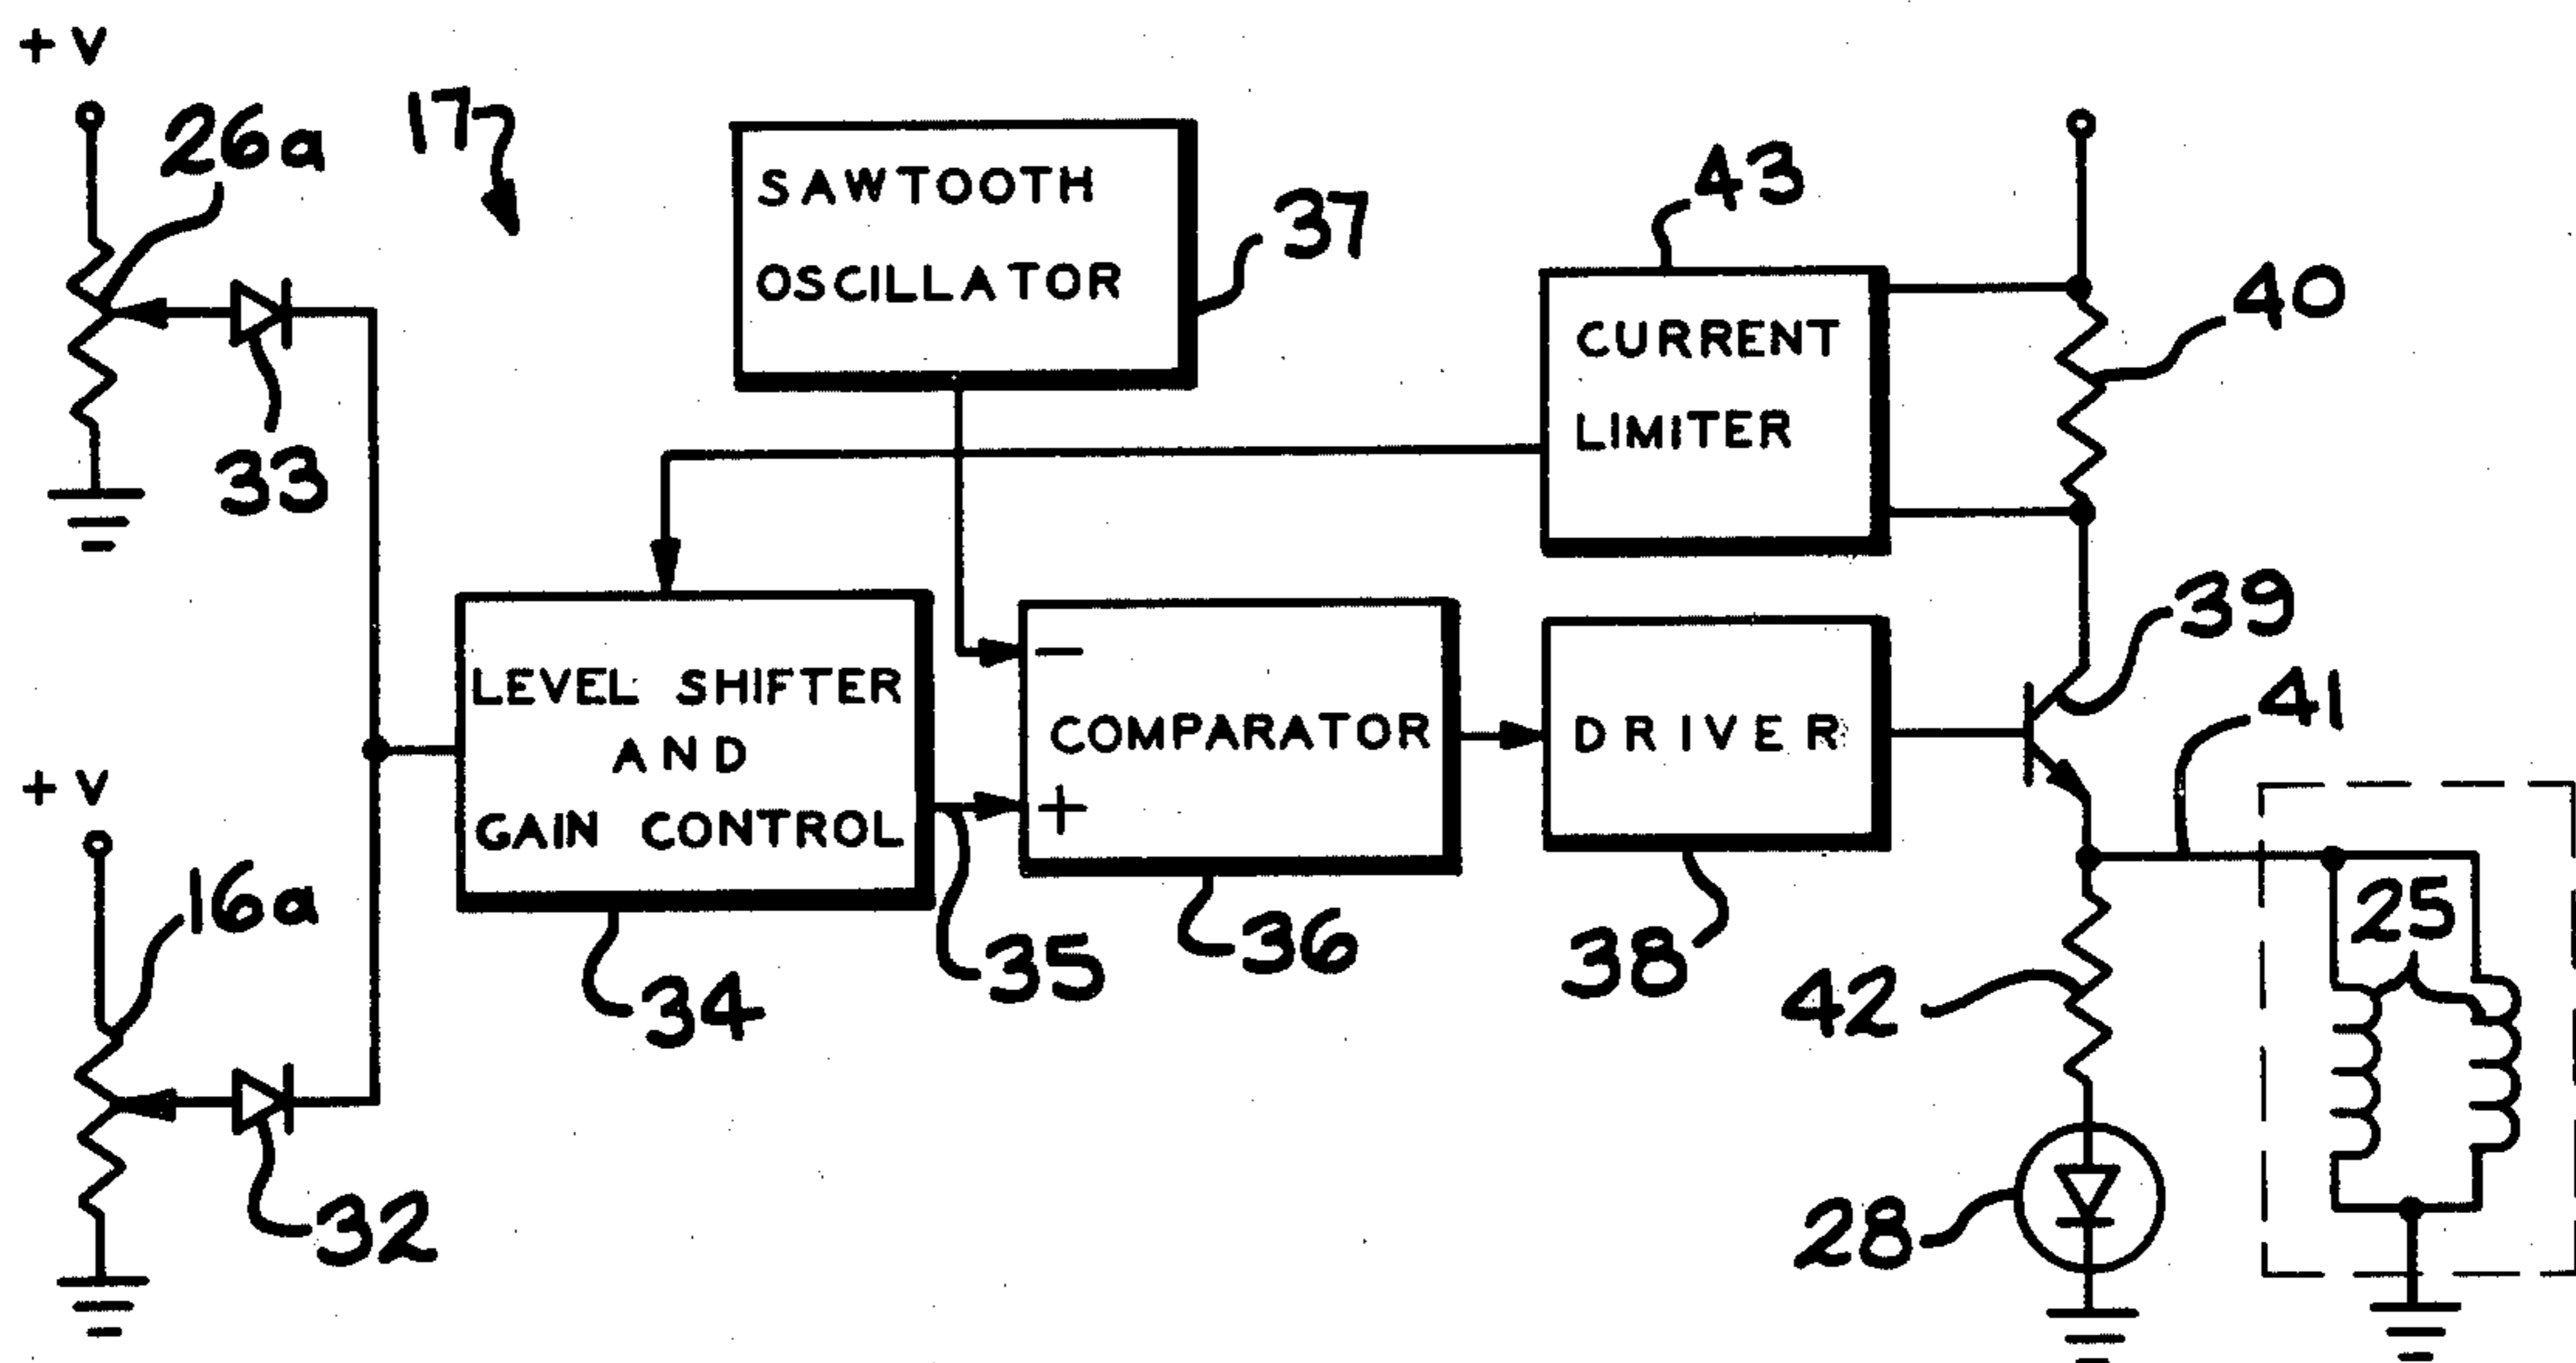 + V
26a
17
SAWTOOTH
OSCILLATOR
37
43
CURRENT
LIMITER
40
33
39
LEVEL SHIFTER
AND
GAIN CONTROL
−
COMPARATOR
+
DRIVER
41
+ V
16a
34
35
36
38
42
25
32
28